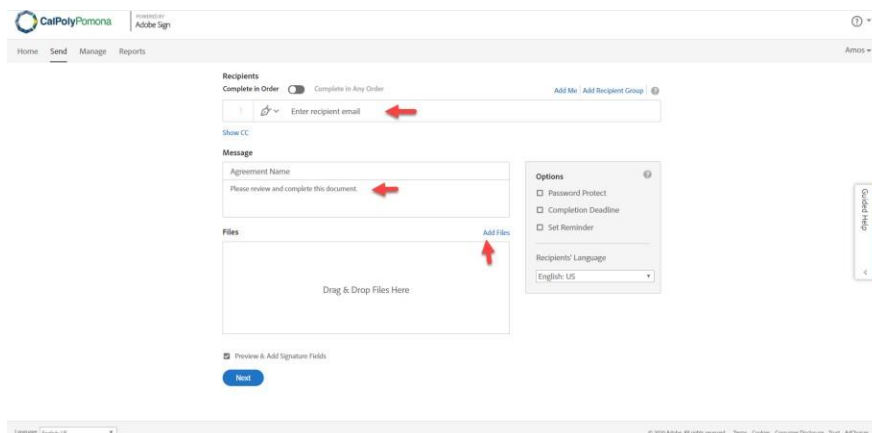 CalPolyPomona
POWERED BY
Adobe Sign
Home Send Manage Reports Amos
Recipients
Complete in Order Complete in Any Order Add Me Add Recipient Group
Enter recipient email
Show CC
Message
Agreement Name
Please review and complete this document.
Options
Password Protect
Completion Deadline
Set Reminder
Files Add Files
Recipients' Language
English: US
Drag & Drop Files Here
Preview & Add Signature Fields
Next
Guided Help